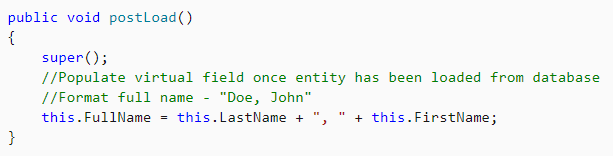 public void postLoad()
{
    super();
    //Populate virtual field once entity has been loaded from database
    //Format full name - "Doe, John"
    this.FullName = this.LastName + ", " + this.FirstName;
}